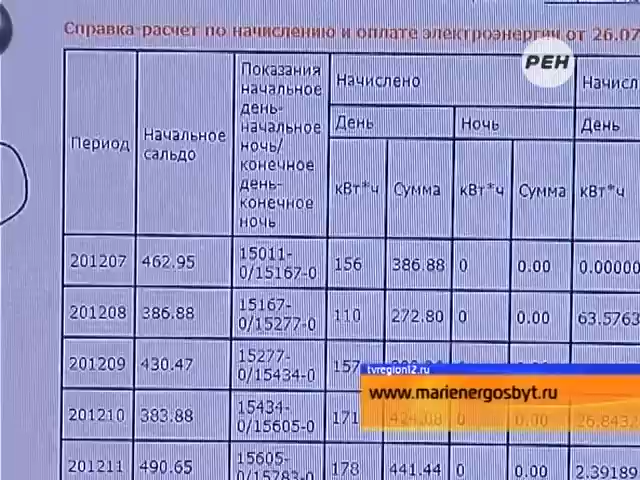 Справка-расчет по начислению и оплате электроэнергии от 26.07
РЕН
Период
Начальное
сальдо
Показания
начальное
день-
начальное
ночь/
конечное
день-
конечное
ночь
Начислено
Начисл
День
Ночь
День
кВт*ч Сумма кВт*ч Сумма кВт*ч
201207 462.95 15011-
0/15167-0 156 386.88 0 0.00 0.00000
201208 386.88 15167-
0/15277-0 110 272.80 0 0.00 63.5763
201209 430.47 15277-
0/15434-0 157
tvregion12.ru
www.marienergosbyt.ru
201210 383.88 15434-
0/15605-0 171 424.08 0 0.00 26.8432
201211 490.65 15605-
0/15783-0 178 441.44 0 0.00 2.39189